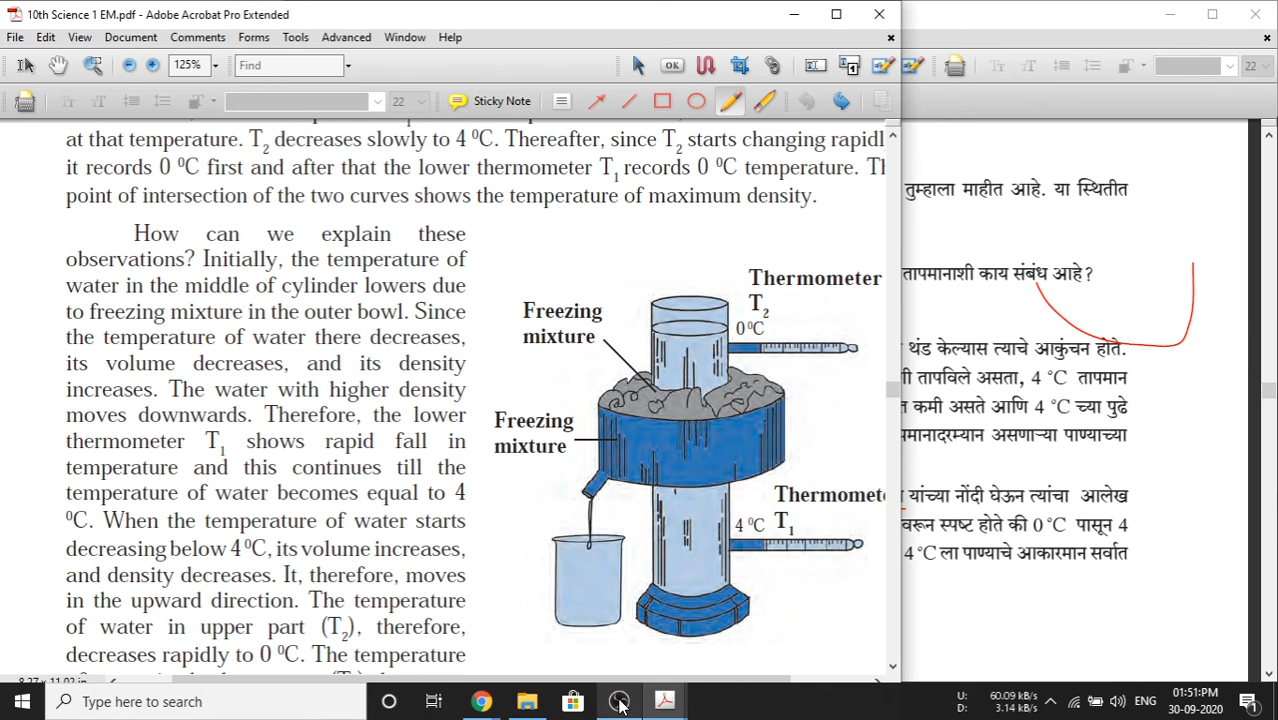 10th Science 1 EM.pdf - Adobe Acrobat Pro Extended
File Edit View Document Comments Forms Tools Advanced Window Help
125% Find
22 Sticky Note
22
at that temperature. T2 decreases slowly to 4 ⁰C. Thereafter, since T2 starts changing rapidl
it records 0 ⁰C first and after that the lower thermometer T1 records 0 ⁰C temperature. Th
point of intersection of the two curves shows the temperature of maximum density.
How can we explain these
observations? Initially, the temperature of
water in the middle of cylinder lowers due
to freezing mixture in the outer bowl. Since
the temperature of water there decreases,
its volume decreases, and its density
increases. The water with higher density
moves downwards. Therefore, the lower
thermometer T1 shows rapid fall in
temperature and this continues till the
temperature of water becomes equal to 4
⁰C. When the temperature of water starts
decreasing below 4 ⁰C, its volume increases,
and density decreases. It, therefore, moves
in the upward direction. The temperature
of water in upper part (T2), therefore,
decreases rapidly to 0 ⁰C. The temperature
Thermometer
T2
0⁰C
Freezing
mixture
Freezing
mixture
Thermomet
4⁰C T1
तुम्हाला माहीत आहे. या स्थितीत
तापमानाशी काय संबंध आहे?
थंड केल्यास त्याचे आकुंचन होते.
तापविले असता, 4 °C तापमान
कमी असते आणि 4 °C च्या पुढे
मानादरम्यान असणाऱ्या पाण्याच्या
यांच्या नोंदी घेऊन त्यांचा आलेख
वरून स्पष्ट होते की 0 °C पासून 4
4 °C ला पाण्याचे आकारमान सर्वात
Type here to search
U: 60.09 kB/s
D: 3.14 kB/s
ENG
01:51 PM
30-09-2020